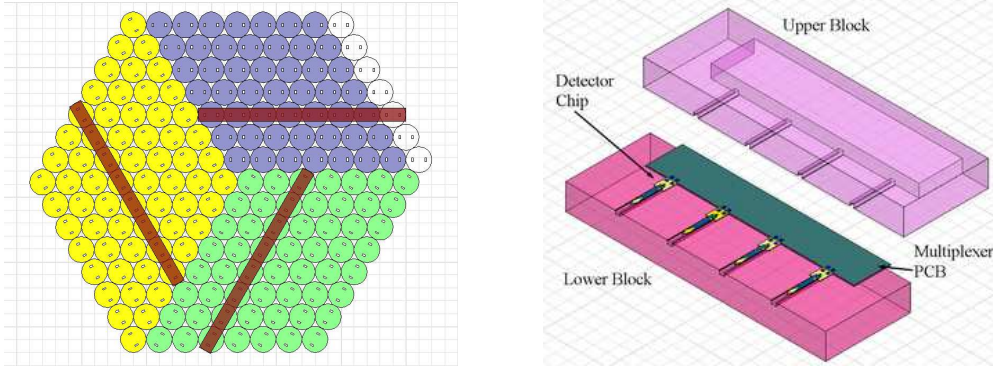 Upper Block
Detector
Chip
Lower Block
Multiplexer
PCB